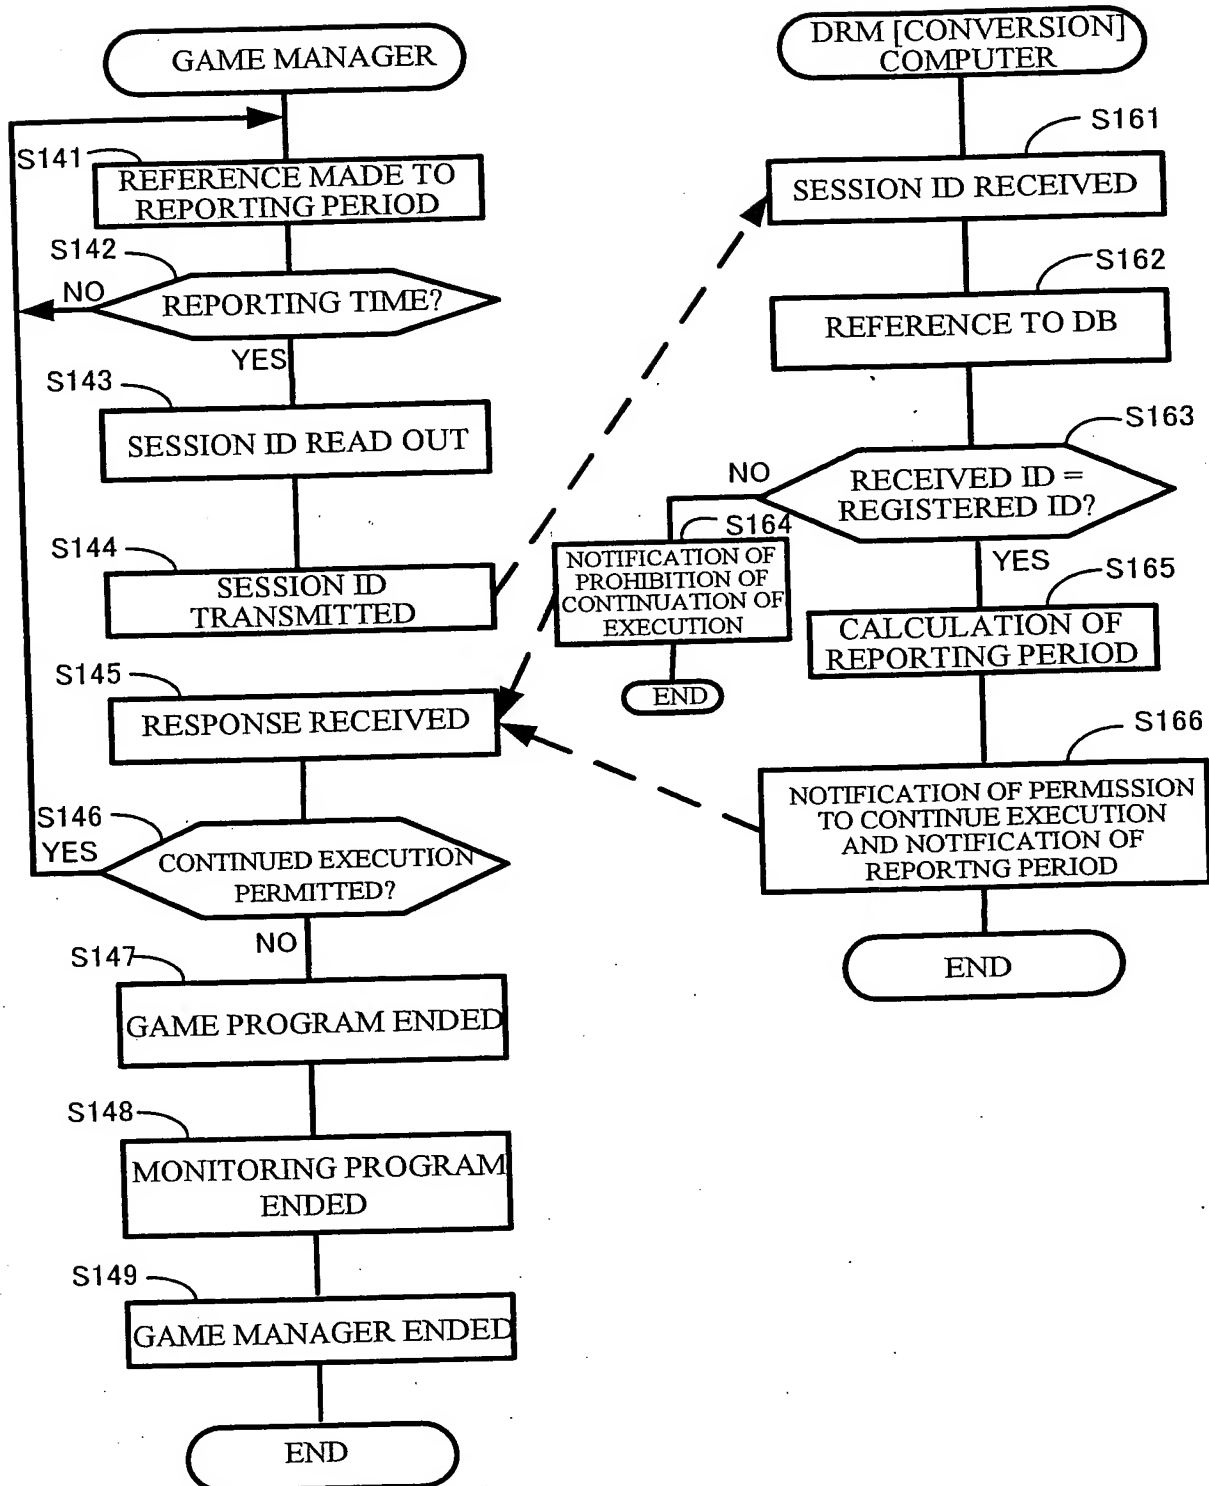 GAME MANAGER
S141
REFERENCE MADE TO
REPORTING PERIOD
S142
NO
REPORTING TIME?
YES
S143
SESSION ID READ OUT
S144
SESSION ID
TRANSMITTED
S145
RESPONSE RECEIVED
S146
YES
CONTINUED EXECUTION
PERMITTED?
NO
S147
GAME PROGRAM ENDED
S148
MONITORING PROGRAM
ENDED
S149
GAME MANAGER ENDED
END
DRM [CONVERSION]
COMPUTER
S161
SESSION ID RECEIVED
S162
REFERENCE TO DB
S163
NO
RECEIVED ID =
REGISTERED ID?
S164
NOTIFICATION OF
PROHIBITION OF
CONTINUATION OF
EXECUTION
END
YES
S165
CALCULATION OF
REPORTING PERIOD
S166
NOTIFICATION OF PERMISSION
TO CONTINUE EXECUTION
AND NOTIFICATION OF
REPORTNG PERIOD
END